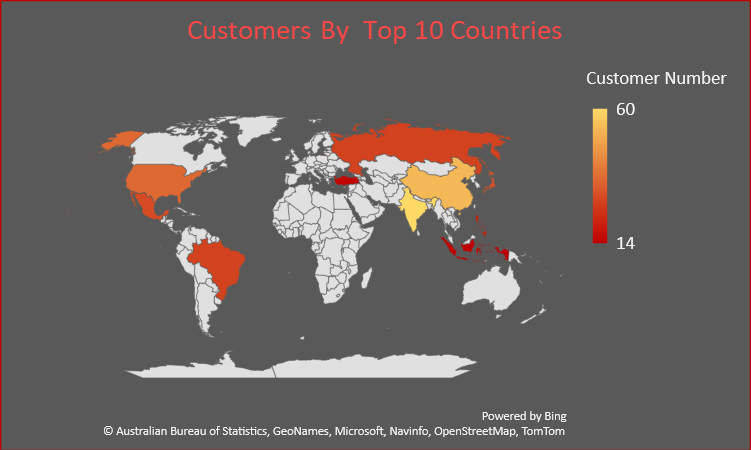 Customers By Top 10 Countries
Customer Number
60
14
Powered by Bing
© Australian Bureau of Statistics, GeoNames, Microsoft, Navinfo, OpenStreetMap, TomTom